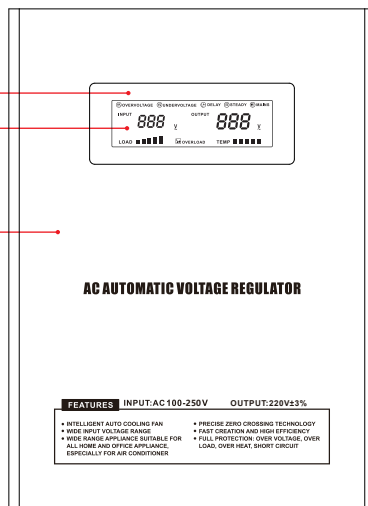 OVERVOLTAGE UNDERVOLTAGE DELAY STEADY MAINS
INPUT 888 V OUTPUT 888 V
LOAD OVERLOAD TEMP
AC AUTOMATIC VOLTAGE REGULATOR
FEATURES INPUT:AC100-250V OUTPUT:220V±3%
• INTELLIGENT AUTO COOLING FAN
• WIDE INPUT VOLTAGE RANGE
• WIDE RANGE APPLIANCE SUITABLE FOR
ALL HOME AND OFFICE APPLIANCE,
ESPECIALLY FOR AIR CONDITIONER
• PRECISE ZERO CROSSING TECHNOLOGY
• FAST CREATION AND HIGH EFFICIENCY
• FULL PROTECTION: OVER VOLTAGE, OVER
LOAD, OVER HEAT, SHORT CIRCUIT